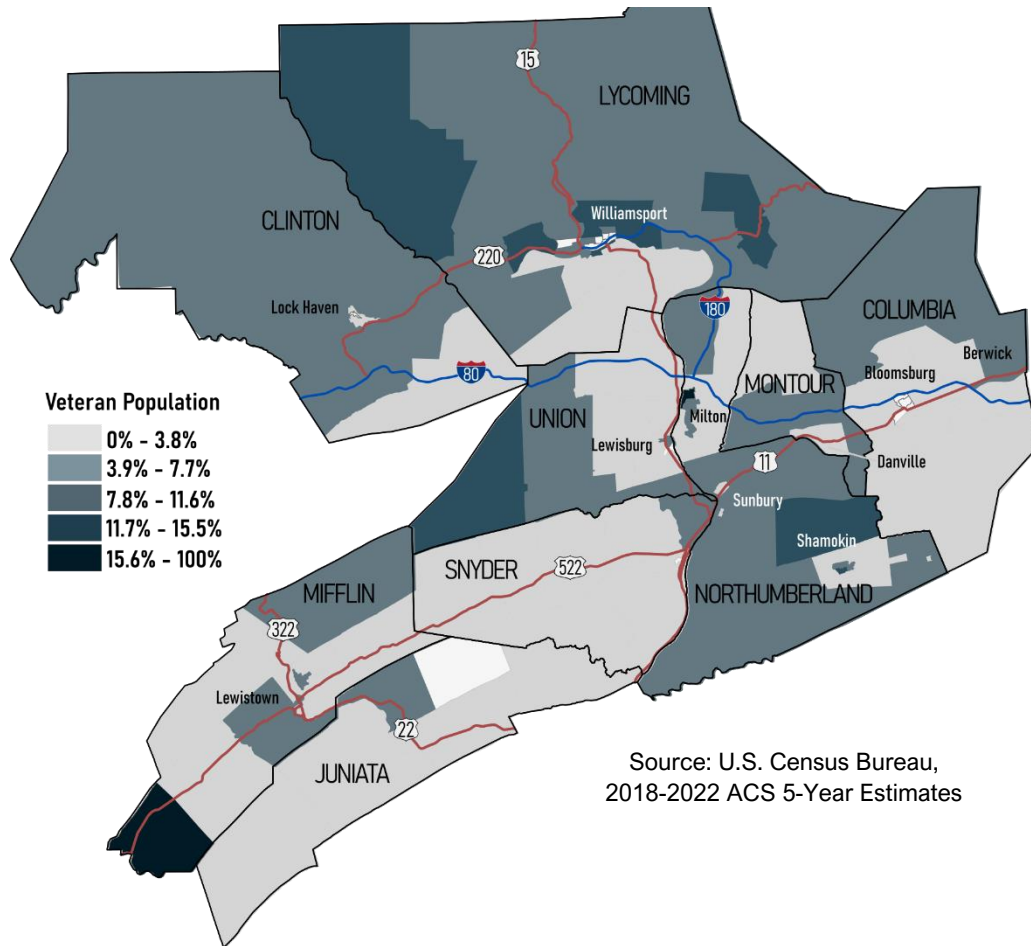 15
LYCOMING
Williamsport
CLINTON
220
Lock Haven
180
COLUMBIA
80
Berwick
Bloomsburg
MONTOUR
Veteran Population
0% - 3.8%
3.9% - 7.7%
7.8% - 11.6%
11.7% - 15.5%
15.6% - 100%
UNION
Milton
Lewisburg
11
Danville
Sunbury
Shamokin
SNYDER
522
MIFFLIN
NORTHUMBERLAND
322
Lewistown
22
JUNIATA
Source: U.S. Census Bureau,
2018-2022 ACS 5-Year Estimates